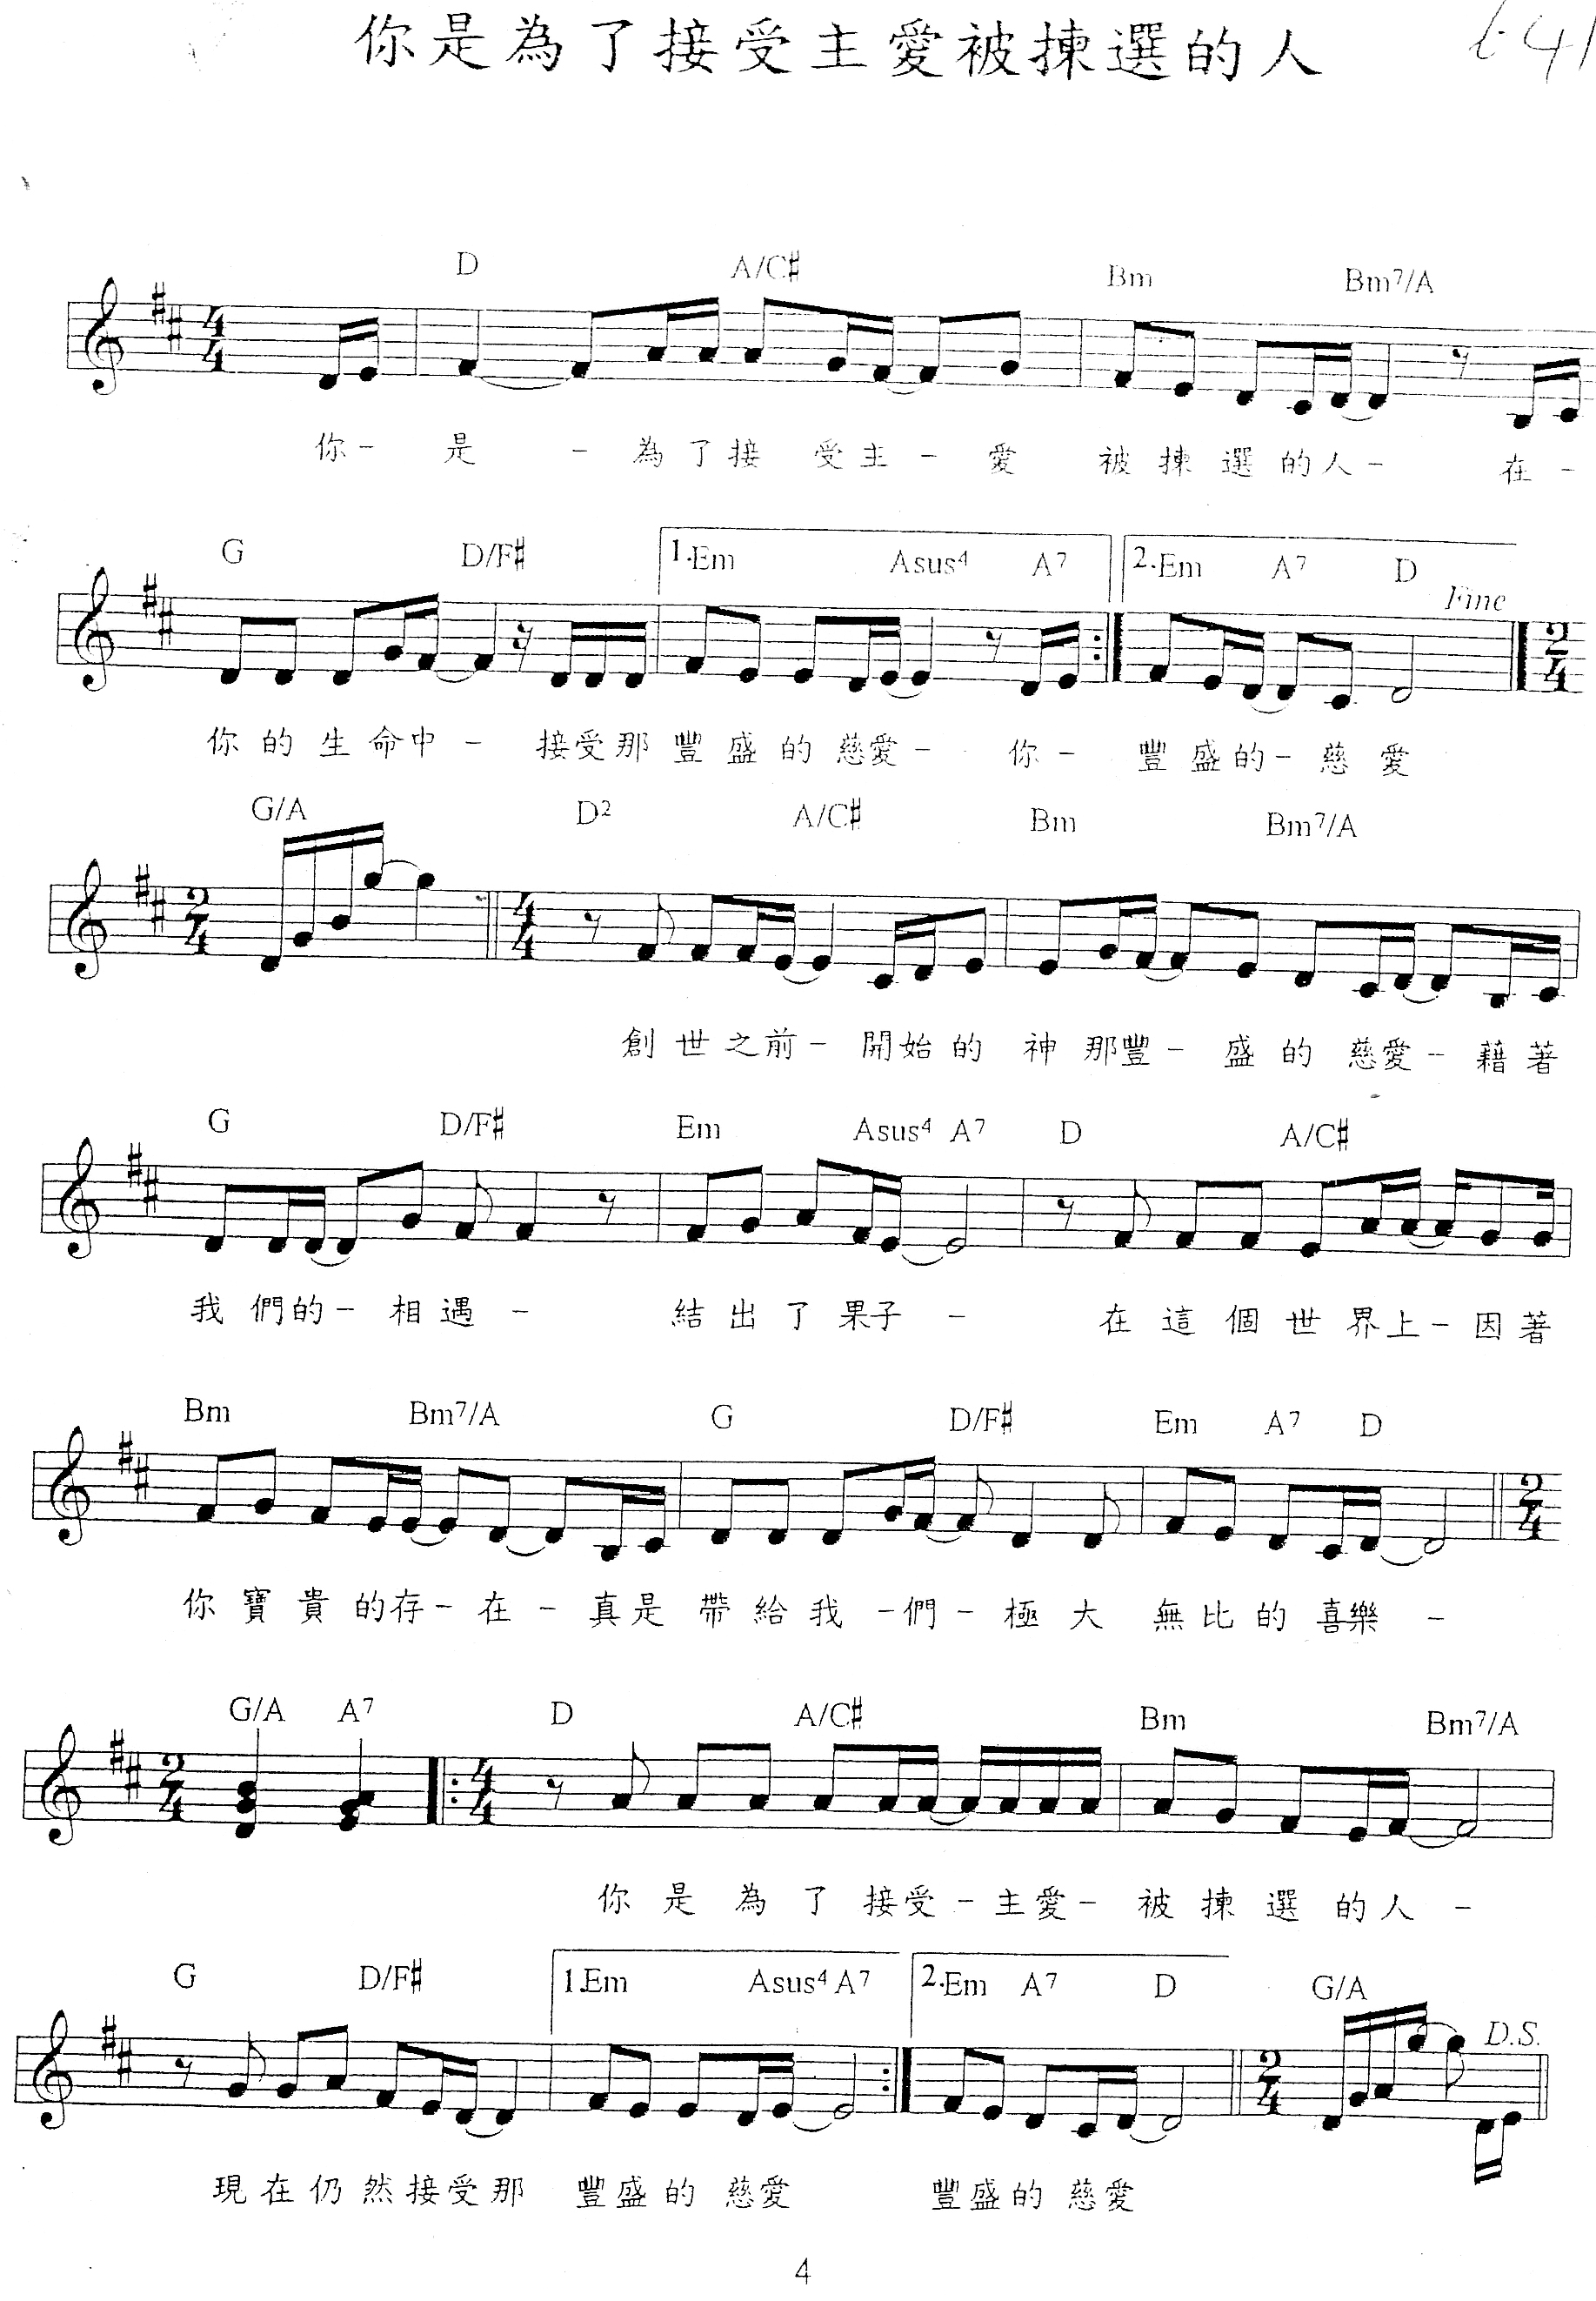 你是為了接受主愛被揀選的人
D A/C♯ Bm Bm7/A
你- 是 - 為了接 受主 - 愛 被揀選的人- 在-
G D/F♯ 1.Em Asus4 A7 2.Em A7 D Fine
你的生命中- 接受那豐盛的慈愛- 你- 豐盛的-慈愛
G/A D2 A/C♯ Bm Bm7/A
創世之前-開始的 神那豐-盛的慈愛-藉著
G D/F♯ Em Asus4 A7 D A/C♯
我們的-相遇 - 結出了果子 - 在這個世界上-因著
Bm Bm7/A G D/F♯ Em A7 D
你寶貴的存-在-真是帶給我-們-極大 無比的喜樂 -
G/A A7 D A/C♯ Bm Bm7/A
你是為了接受-主愛-被揀選的人 -
G D/F♯ 1.Em Asus4 A7 2.Em A7 D G/A D.S.
現在仍然接受那 豐盛的慈愛 豐盛的慈愛
4